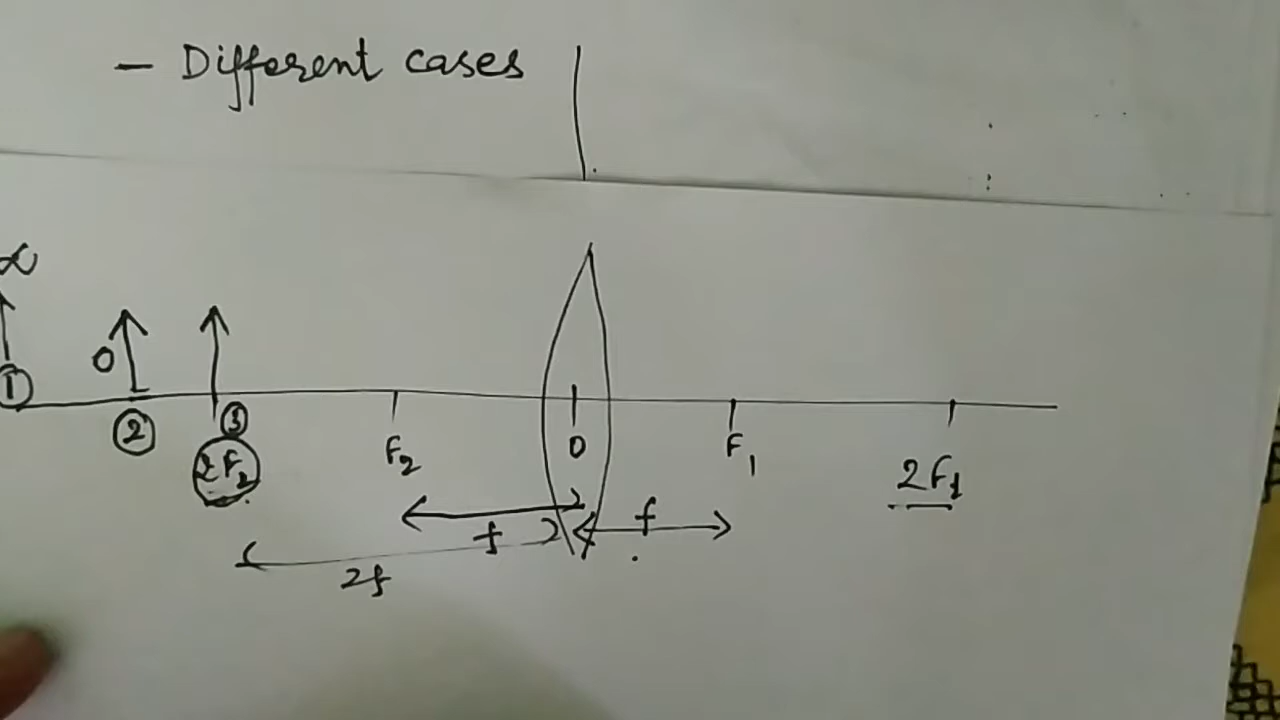 – Different cases
∝
O
①
②
③
2F₂
F₂
O
F₁
2F₁
f
f
2f